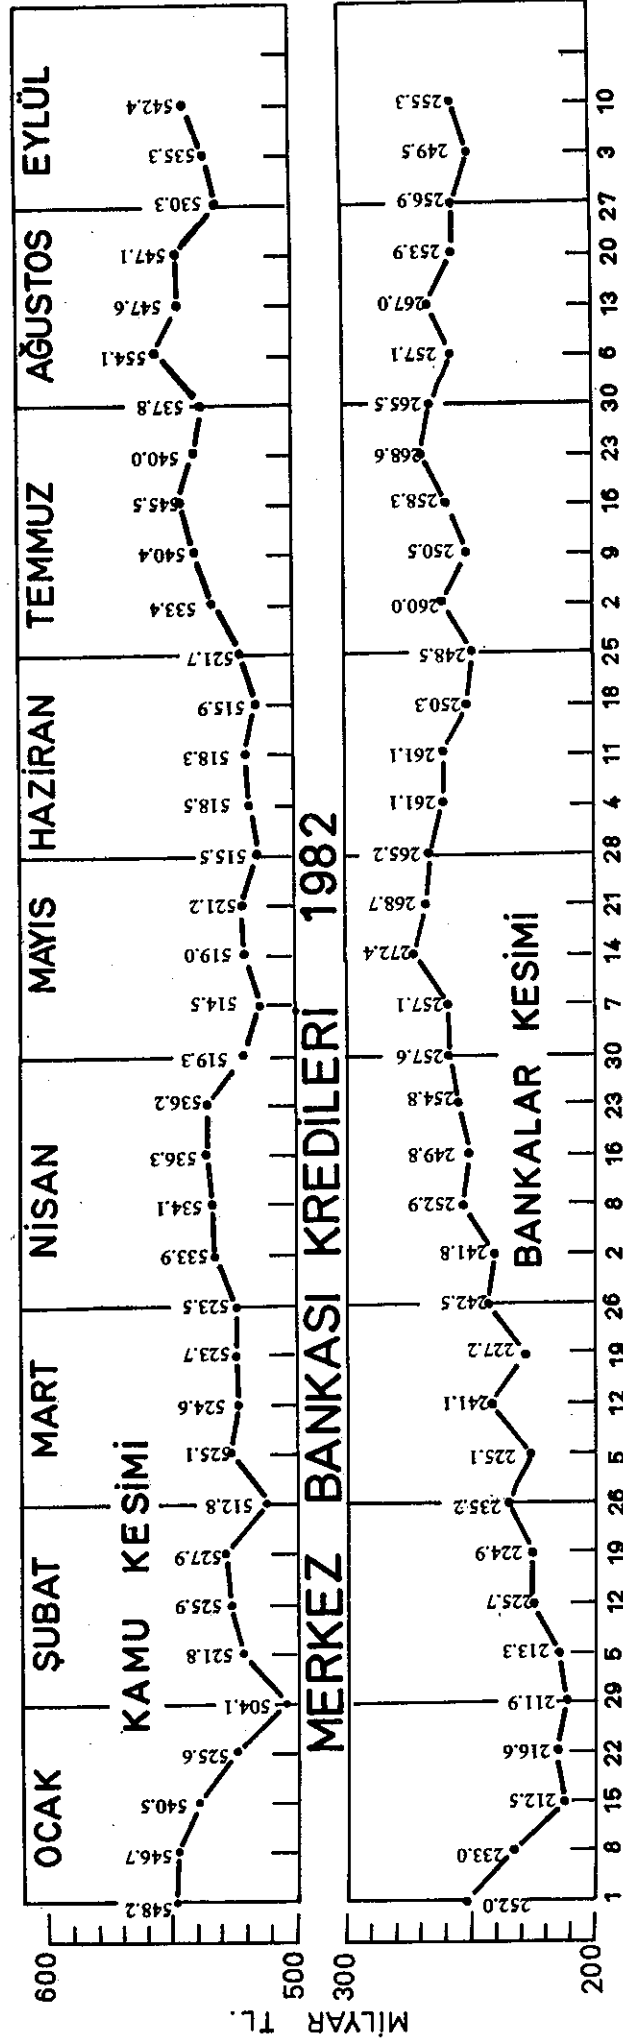 OCAK ŞUBAT MART NİSAN MAYIS HAZİRAN TEMMUZ AĞUSTOS EYLÜL
KAMU KESİMİ
600
500
548.2 546.7 540.5 525.6 504.1 521.8 525.9 527.9 512.8 525.1 524.6 523.7 523.5 533.9 534.1 536.3 536.2 519.3 514.5 519.0 521.2 515.5 518.5 518.3 515.9 521.7 533.4 540.4 545.5 540.0 537.8 554.1 547.6 547.1 530.3 535.3 542.4
MERKEZ BANKASI KREDİLERİ 1982
MİLYAR TL.
300
200
BANKALAR KESİMİ
252.0 233.0 212.5 216.6 211.9 213.3 225.7 224.9 235.2 225.1 241.1 227.2 242.5 241.8 252.9 249.8 254.8 257.6 257.1 272.4 268.7 265.2 261.1 261.1 250.3 248.5 260.0 250.5 258.3 268.6 265.5 257.1 267.0 253.9 256.9 249.5 255.3
1 8 15 22 29 5 12 19 26 5 12 19 26 2 8 16 23 30 7 14 21 28 4 11 18 25 2 9 16 23 30 6 13 20 27 3 10